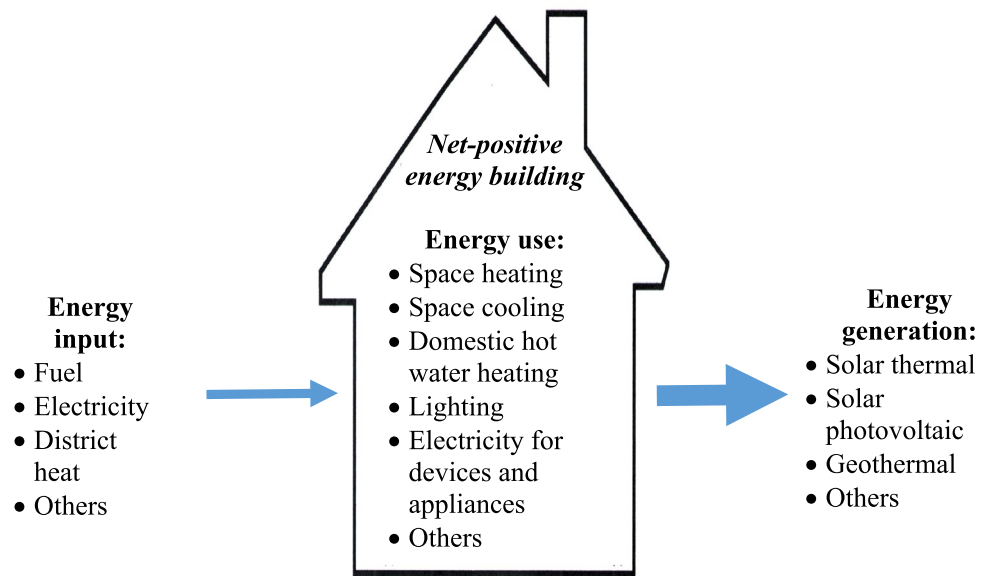 Net-positive
energy building
Energy use:
• Space heating
• Space cooling
• Domestic hot
water heating
• Lighting
• Electricity for
devices and
appliances
• Others
Energy
input:
• Fuel
• Electricity
• District
heat
• Others
Energy
generation:
• Solar thermal
• Solar
photovoltaic
• Geothermal
• Others